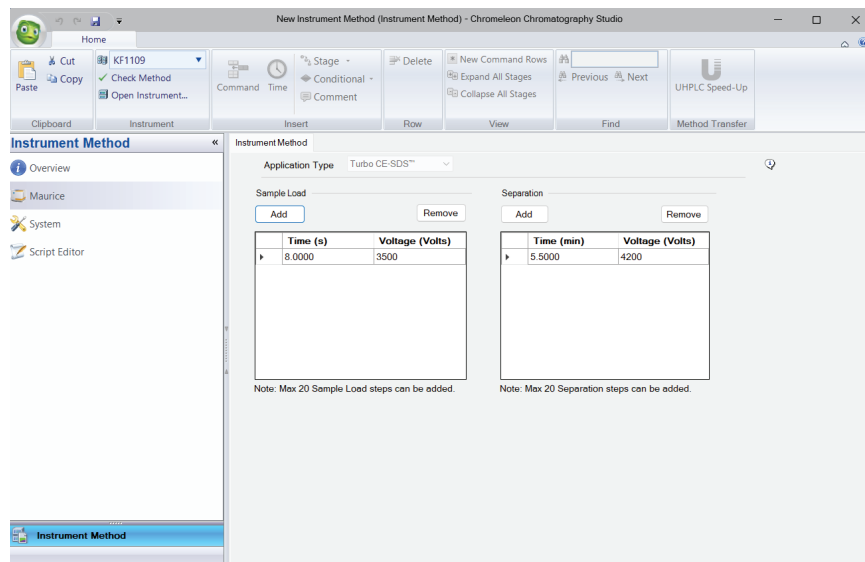 New Instrument Method (Instrument Method) - Chromeleon Chromatography Studio
Home
Paste
Cut
Copy
Clipboard
KF1109
Check Method
Open Instrument...
Instrument
Command
Time
Stage
Conditional
Comment
Insert
Delete
Row
New Command Rows
Expand All Stages
Collapse All Stages
View
Previous
Next
Find
UHPLC Speed-Up
Method Transfer
Instrument Method «
Overview
Maurice
System
Script Editor
Instrument Method
Instrument Method
Application Type Turbo CE-SDS™
Sample Load
Add Remove
Time (s) Voltage (Volts)
8.0000 3500
Note: Max 20 Sample Load steps can be added.
Separation
Add Remove
Time (min) Voltage (Volts)
5.5000 4200
Note: Max 20 Separation steps can be added.